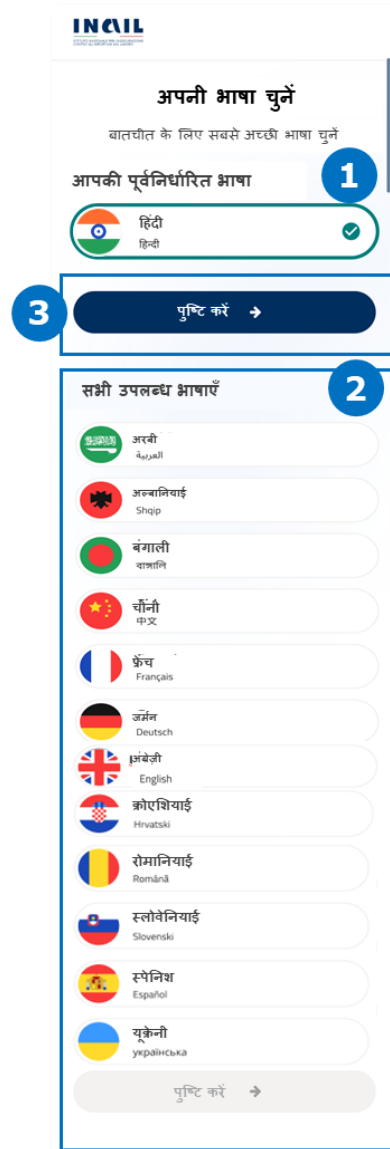 INAIL
अपनी भाषा चुनें
बातचीत के लिए सबसे अच्छी भाषा चुनें
आपकी पूर्वनिर्धारित भाषा
1
हिंदी
हिन्दी
3
पुष्टि करें →
सभी उपलब्ध भाषाएँ
2
अरबी
العربية
अल्बानियाई
Shqip
बंगाली
বাঙ্গালি
चीनी
中文
फ़्रेंच
Français
जर्मन
Deutsch
अंग्रेज़ी
English
क्रोएशियाई
Hrvatski
रोमानियाई
Română
स्लोवेनियाई
Slovenski
स्पेनिश
Español
यूक्रेनी
українська
पुष्टि करें →